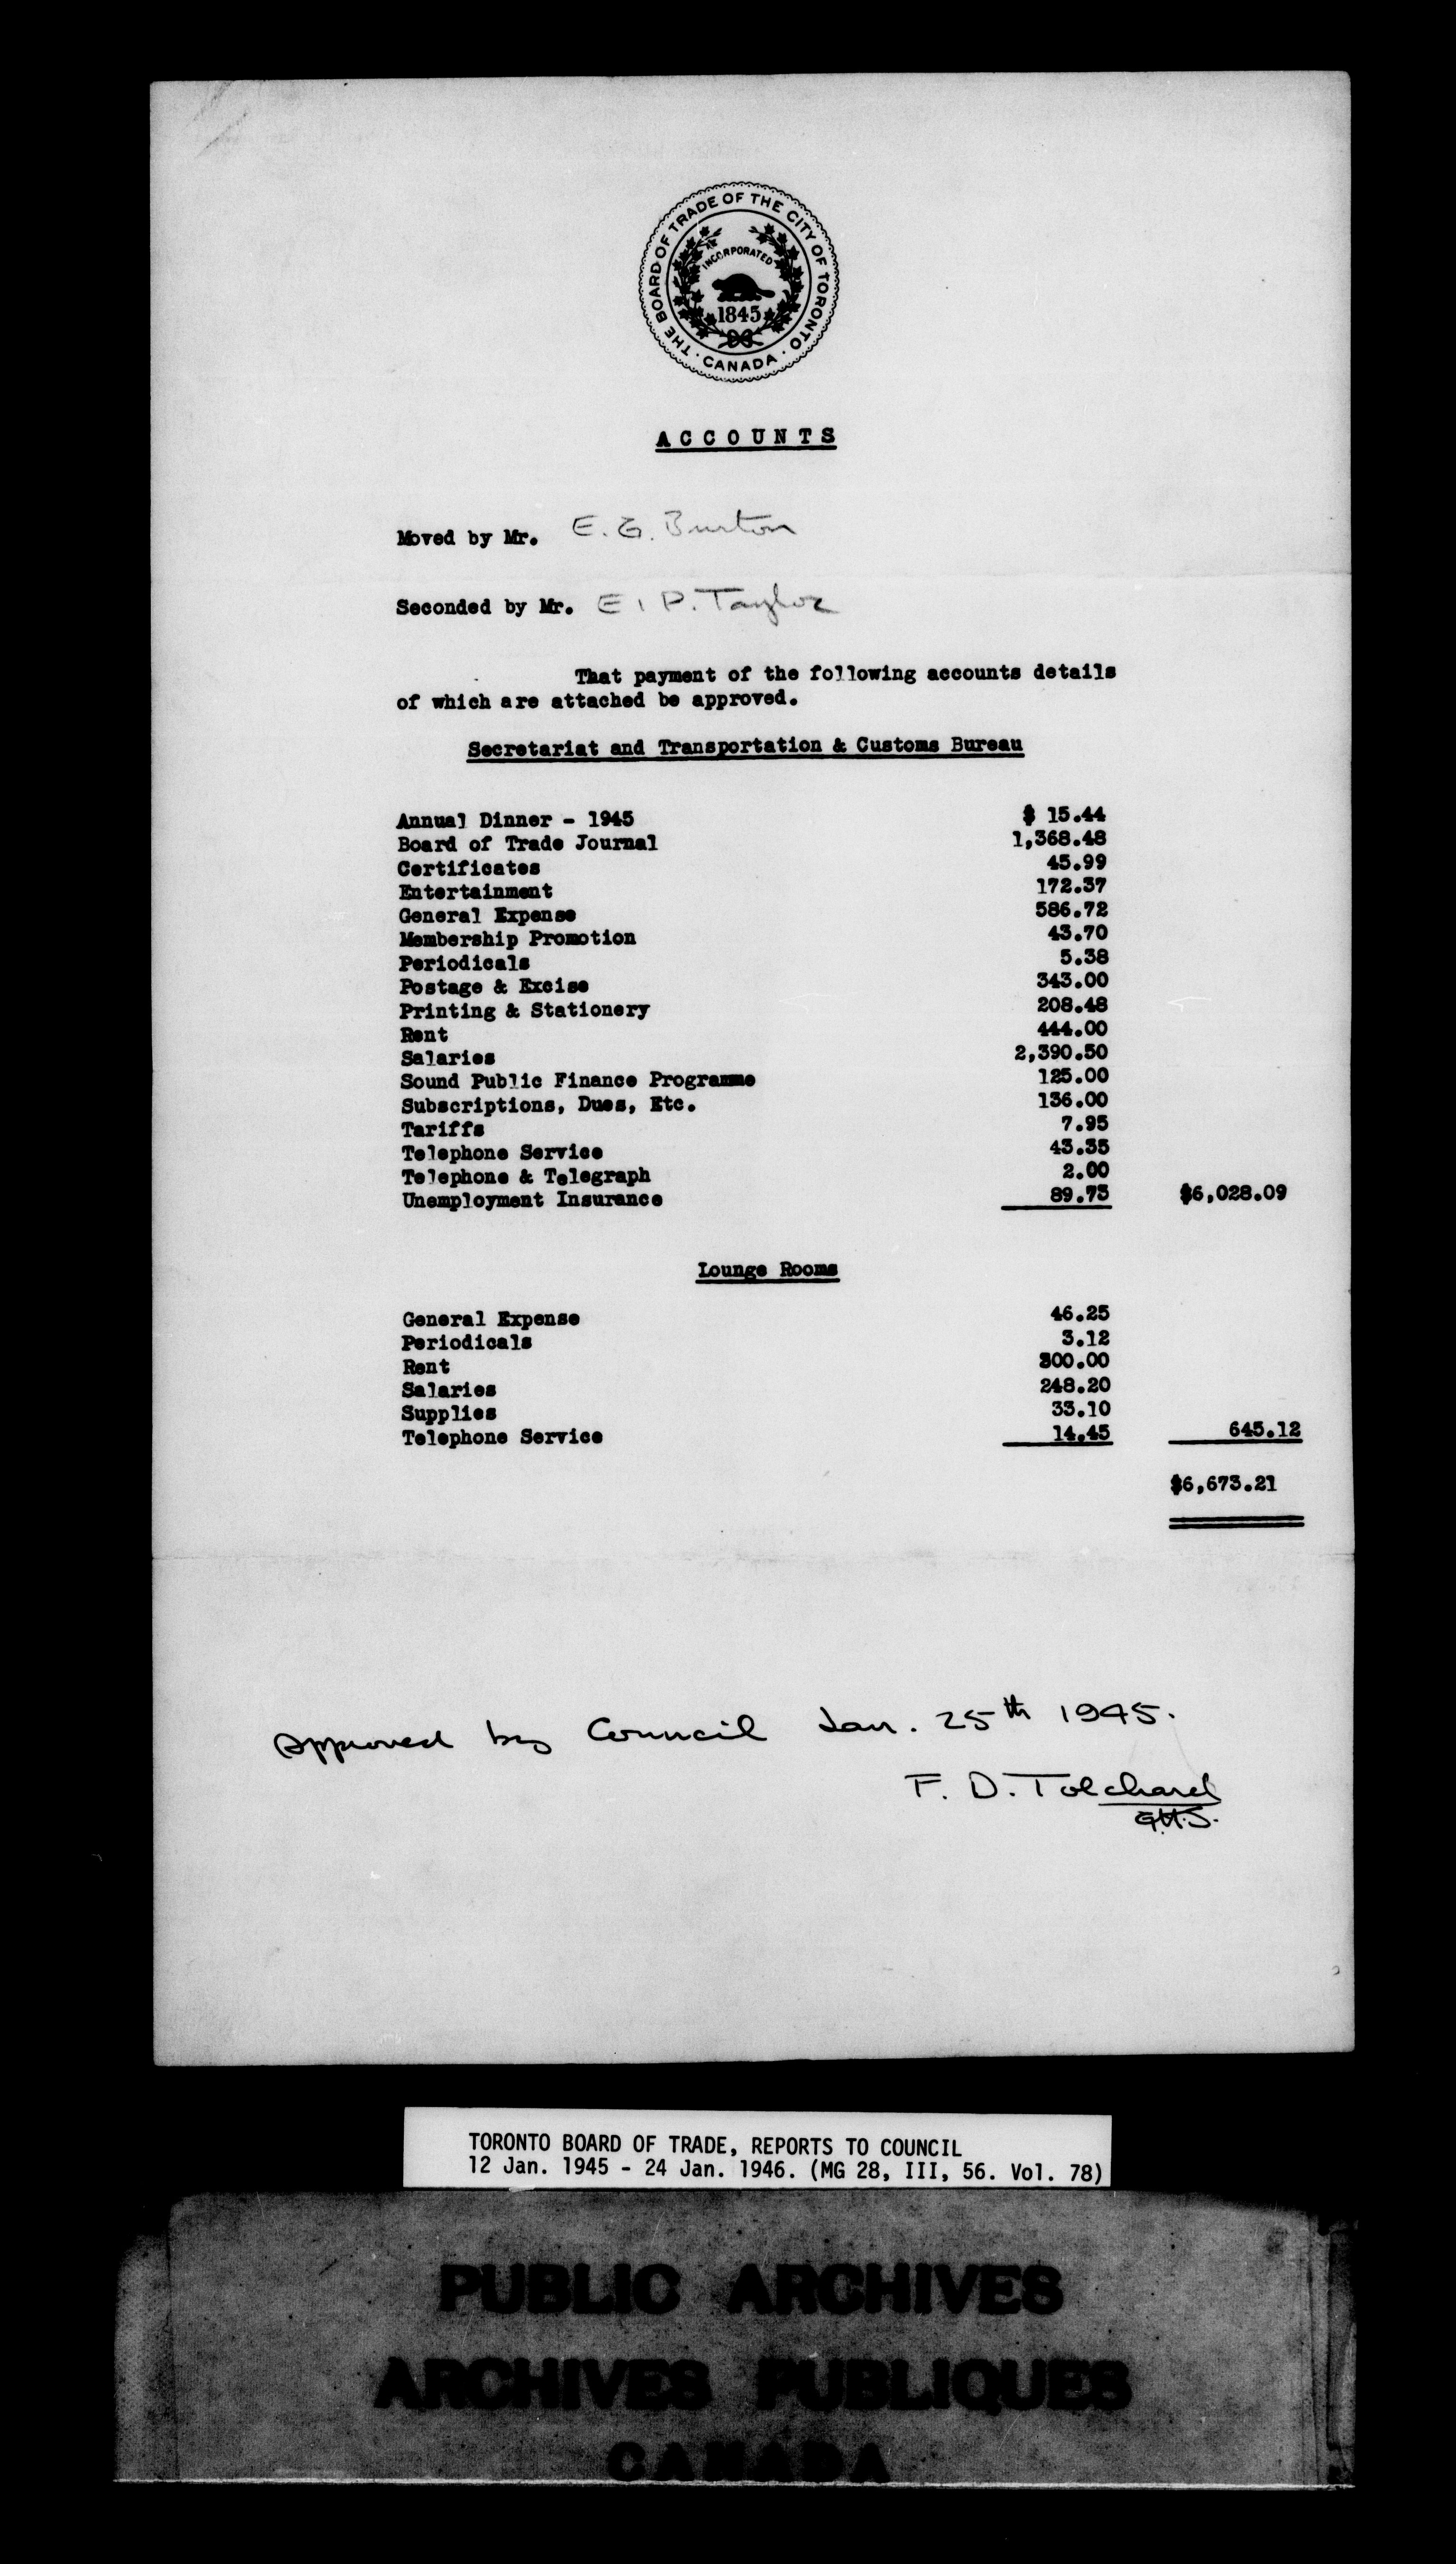 THE BOARD OF TRADE OF THE CITY OF TORONTO
· CANADA ·
INCORPORATED
1845
ACCOUNTS
Moved by Mr. E. G. Burton
Seconded by Mr. E. P. Taylor
That payment of the following accounts details
of which are attached be approved.
Secretariat and Transportation & Customs Bureau
Annual Dinner - 1945 $ 15.44
Board of Trade Journal 1,368.48
Certificates 45.99
Entertainment 172.37
General Expense 586.72
Membership Promotion 43.70
Periodicals 5.38
Postage & Excise 343.00
Printing & Stationery 208.48
Rent 444.00
Salaries 2,390.50
Sound Public Finance Programme 125.00
Subscriptions, Dues, Etc. 136.00
Tariffs 7.95
Telephone Service 43.35
Telephone & Telegraph 2.00
Unemployment Insurance 89.73 $6,028.09
Lounge Rooms
General Expense 46.25
Periodicals 3.12
Rent 300.00
Salaries 248.20
Supplies 33.10
Telephone Service 14.45 645.12
$6,673.21
Approved by Council Jan. 25th 1945.
F. D. Tolchard
G.M.S.
TORONTO BOARD OF TRADE, REPORTS TO COUNCIL
12 Jan. 1945 - 24 Jan. 1946. (MG 28, III, 56. Vol. 78)
PUBLIC ARCHIVES
ARCHIVES PUBLIQUES
CANADA